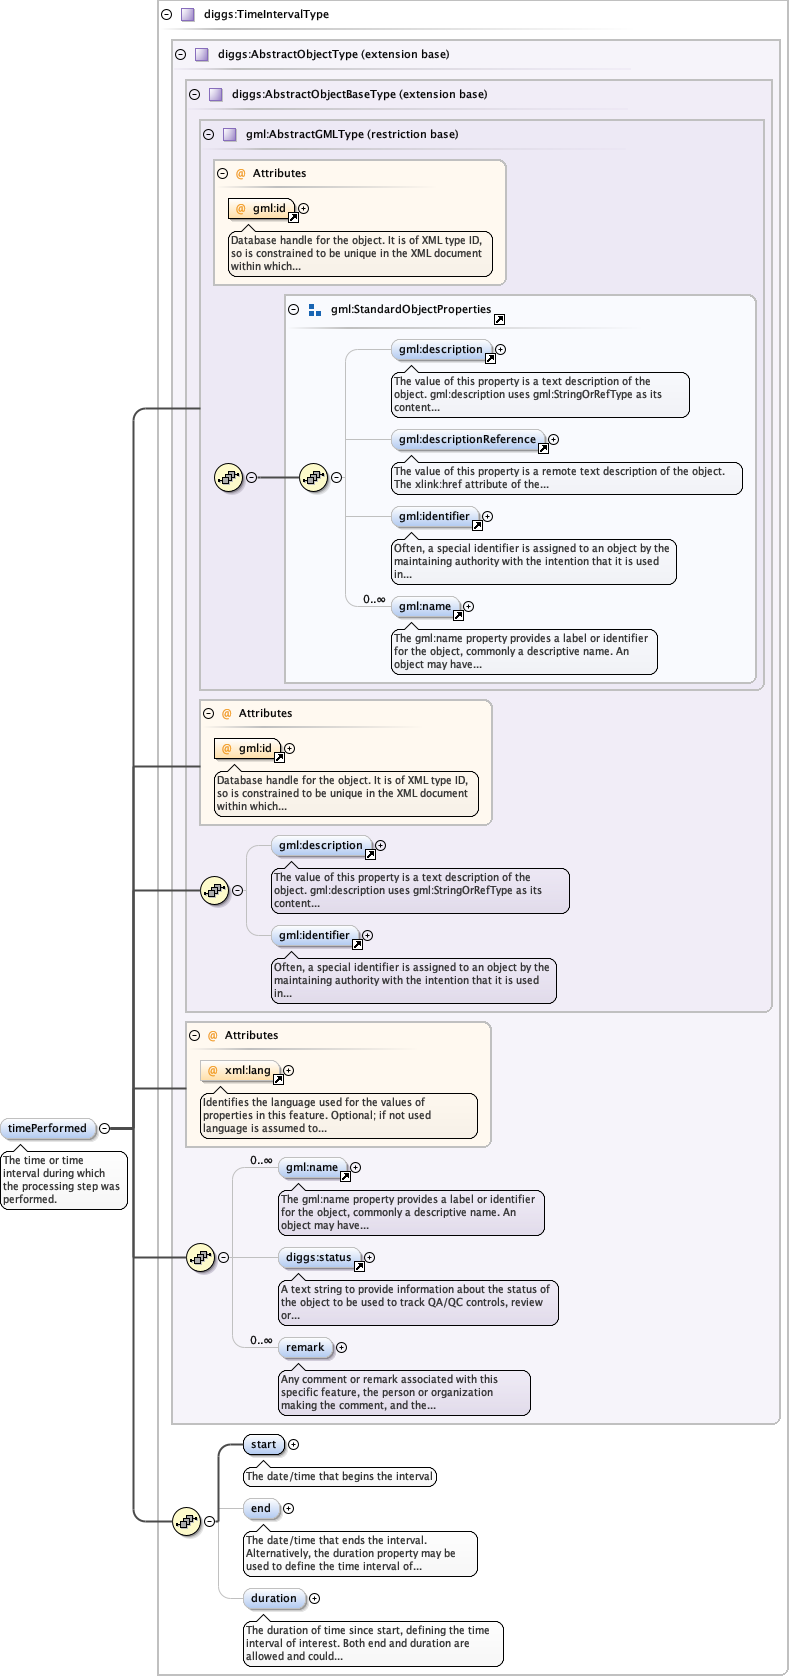 diggs:TimeIntervalType
diggs:AbstractObjectType (extension base)
diggs:AbstractObjectBaseType (extension base)
gml:AbstractGMLType (restriction base)
@ Attributes
@ gml:id
Database handle for the object. It is of XML type ID,
so is constrained to be unique in the XML document
within which...
gml:StandardObjectProperties
gml:description
The value of this property is a text description of the
object. gml:description uses gml:StringOrRefType as its
content...
gml:descriptionReference
The value of this property is a remote text description of the object.
The xlink:href attribute of the...
gml:identifier
Often, a special identifier is assigned to an object by the
maintaining authority with the intention that it is used
in...
0..∞
gml:name
The gml:name property provides a label or identifier
for the object, commonly a descriptive name. An
object may have...
@ Attributes
@ gml:id
Database handle for the object. It is of XML type ID,
so is constrained to be unique in the XML document
within which...
gml:description
The value of this property is a text description of the
object. gml:description uses gml:StringOrRefType as its
content...
gml:identifier
Often, a special identifier is assigned to an object by the
maintaining authority with the intention that it is used
in...
@ Attributes
@ xml:lang
Identifies the language used for the values of
properties in this feature. Optional; if not used
language is assumed to...
timePerformed
The time or time
interval during which
the processing step was
performed.
0..∞
gml:name
The gml:name property provides a label or identifier
for the object, commonly a descriptive name. An
object may have...
diggs:status
A text string to provide information about the status of
the object to be used to track QA/QC controls, review
or...
0..∞
remark
Any comment or remark associated with this
specific feature, the person or organization
making the comment, and the...
start
The date/time that begins the interval
end
The date/time that ends the interval.
Alternatively, the duration property may be
used to define the time interval of...
duration
The duration of time since start, defining the time
interval of interest. Both end and duration are
allowed and could...